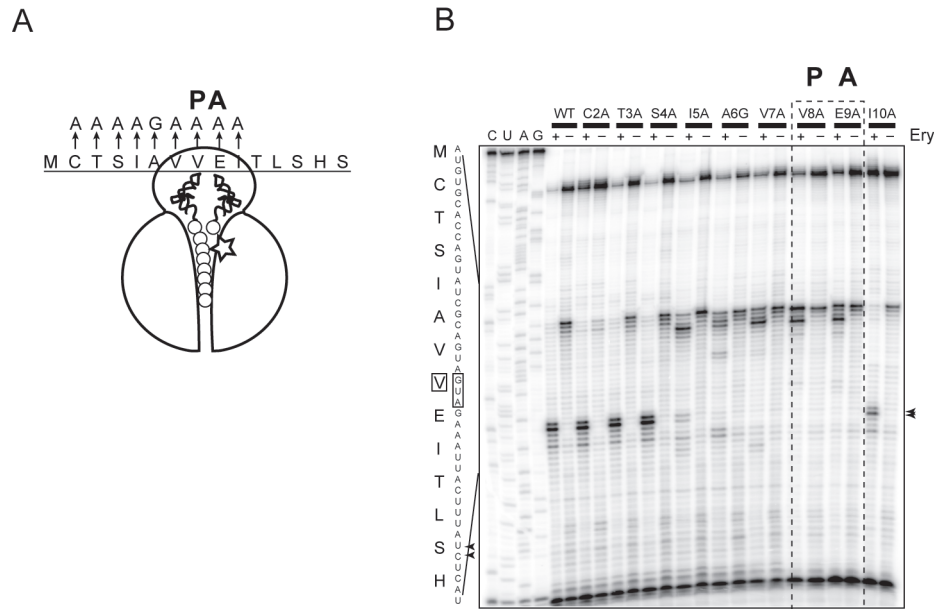 A
PA
A A A A G A A A A
M C T S I A V V E I T L S H S
B
P A
WT C2A T3A S4A I5A A6G V7A V8A E9A I10A
+ − + − + − + − + − + − + − + − + − + − Ery
C U A G
M
C
T
S
I
A
V
V
E
I
T
L
S
H
A
U
G
U
G
C
A
C
C
A
G
U
A
U
C
G
C
A
G
U
A
G
U
A
G
A
A
A
U
U
A
C
U
U
U
A
U
C
U
C
A
U